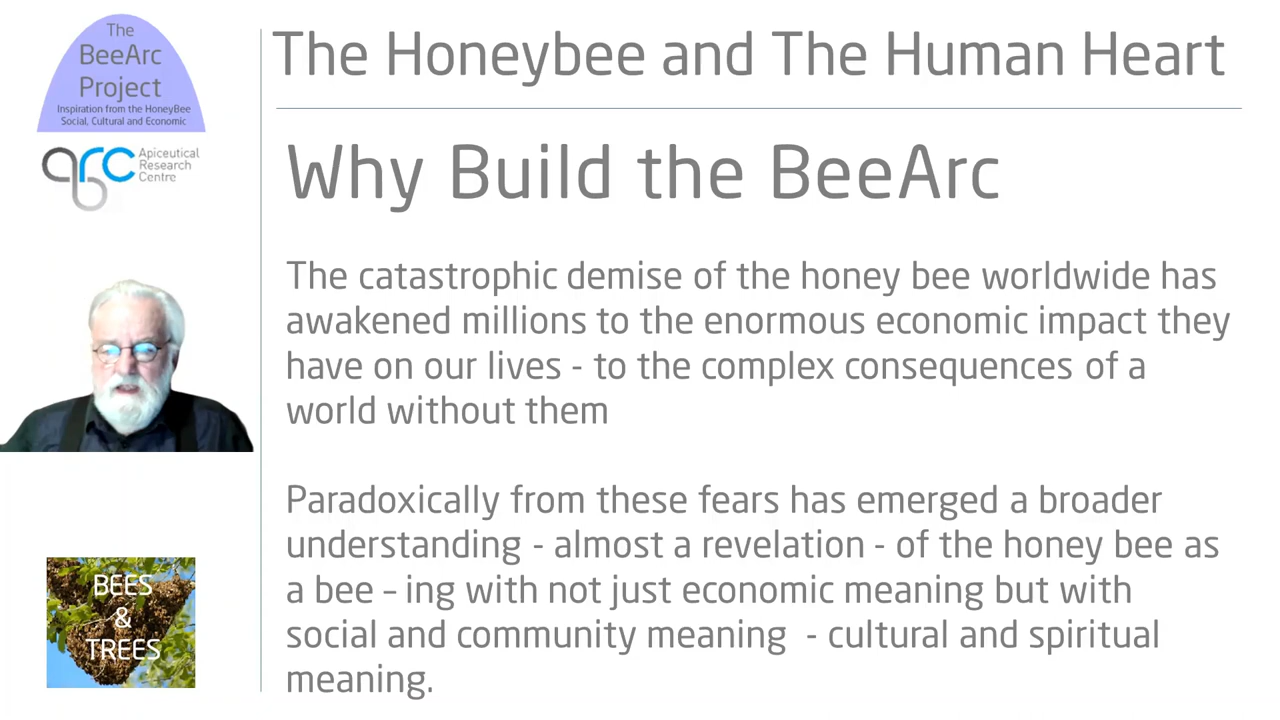 The
BeeArc
Project
Inspiration from the HoneyBee
Social, Cultural and Economic
arc
Apiceutical
Research
Centre
BEES
&
TREES
The Honeybee and The Human Heart
Why Build the BeeArc
The catastrophic demise of the honey bee worldwide has
awakened millions to the enormous economic impact they
have on our lives - to the complex consequences of a
world without them
Paradoxically from these fears has emerged a broader
understanding - almost a revelation - of the honey bee as
a bee – ing with not just economic meaning but with
social and community meaning  - cultural and spiritual
meaning.